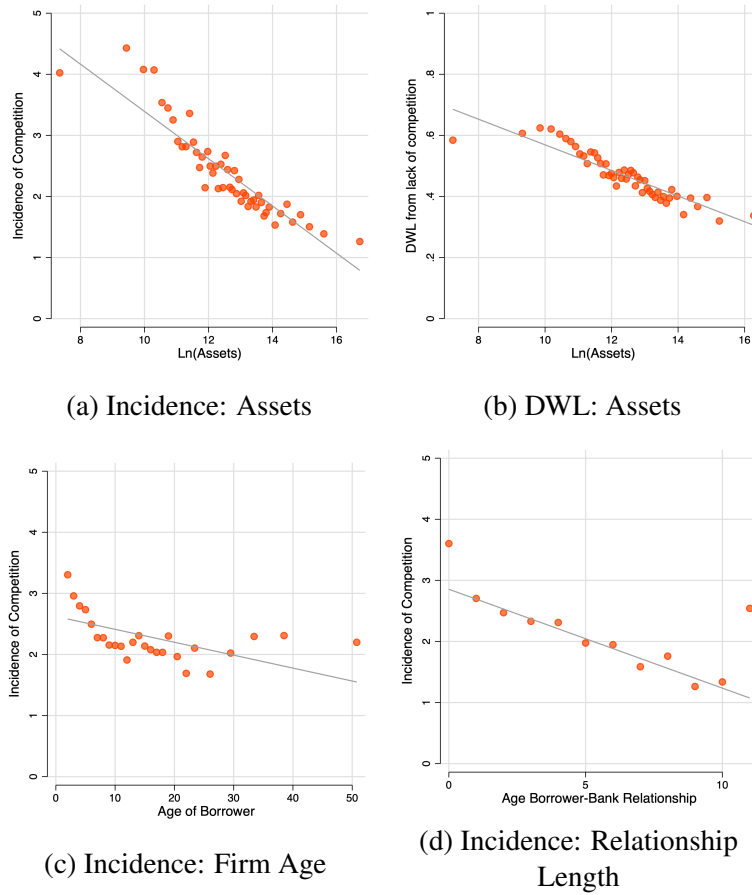 Incidence of Competition
0 1 2 3 4 5
8 10 12 14 16
Ln(Assets)
(a) Incidence: Assets
DWL from lack of competition
0 .2 .4 .6 .8 1
8 10 12 14 16
Ln(Assets)
(b) DWL: Assets
Incidence of Competition
0 1 2 3 4 5
0 10 20 30 40 50
Age of Borrower
(c) Incidence: Firm Age
Incidence of Competition
0 1 2 3 4 5
0 5 10
Age Borrower-Bank Relationship
(d) Incidence: Relationship
Length